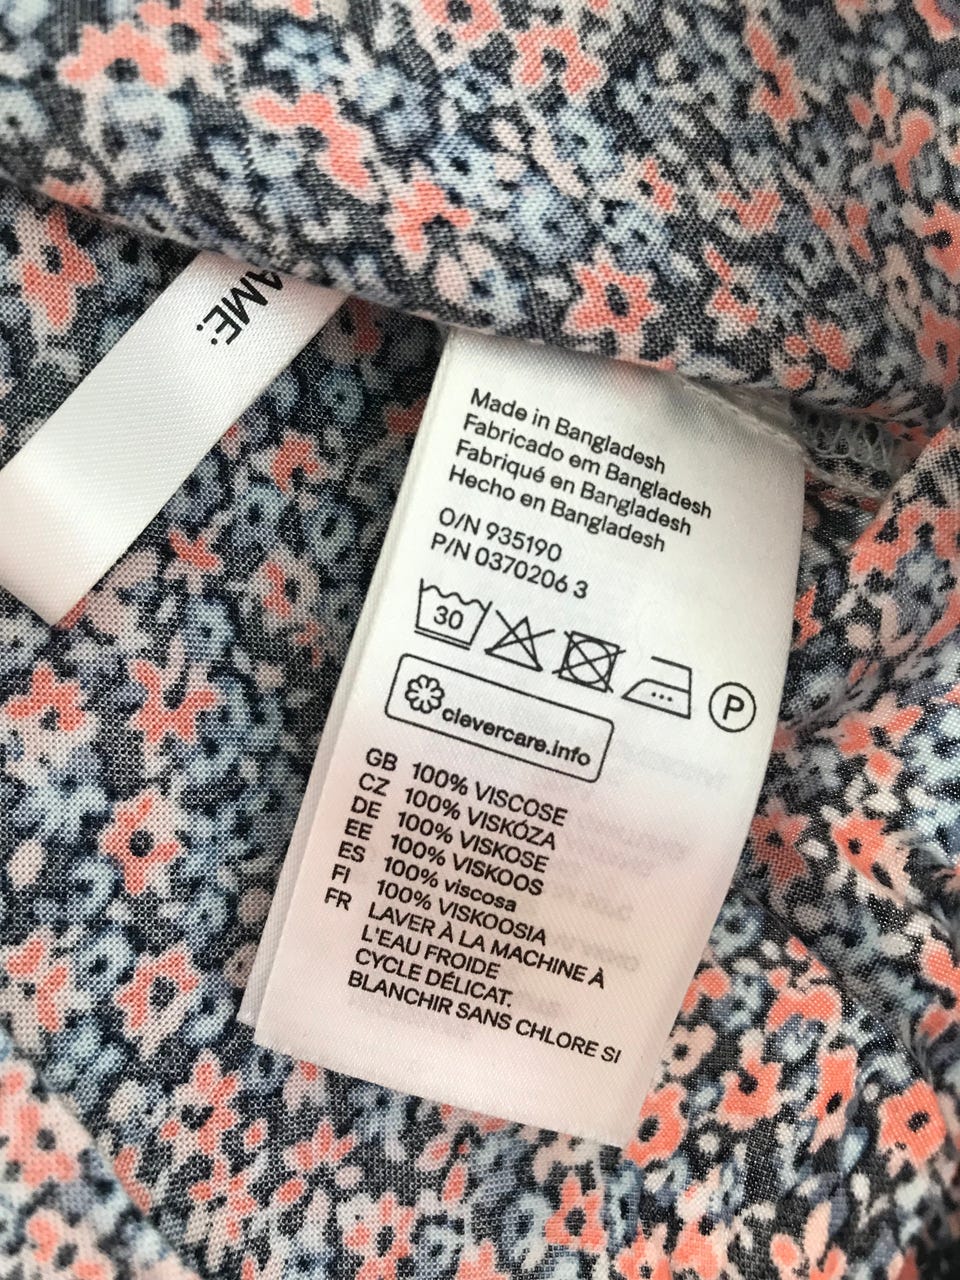 AME:
Made in Bangladesh
Fabricado em Bangladesh
Fabriqué en Bangladesh
Hecho en Bangladesh
O/N 935190
P/N 0370206 3
30
P
clevercare.info
GB 100% VISCOSE
CZ 100% VISKÓZA
DE 100% VISKOSE
EE 100% VISKOOS
ES 100% viscosa
FI 100% VISKOOSIA
FR LAVER À LA MACHINE À
L'EAU FROIDE
CYCLE DÉLICAT.
BLANCHIR SANS CHLORE SI